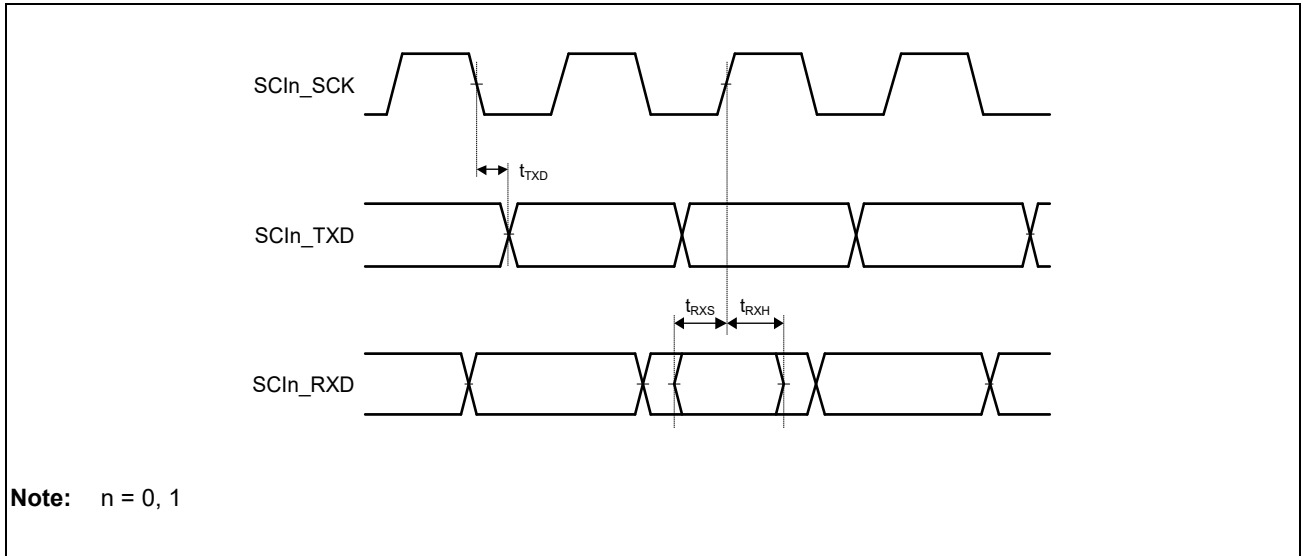 SCIn_SCK
tTXD
SCIn_TXD
tRXS tRXH
SCIn_RXD
Note: n = 0, 1